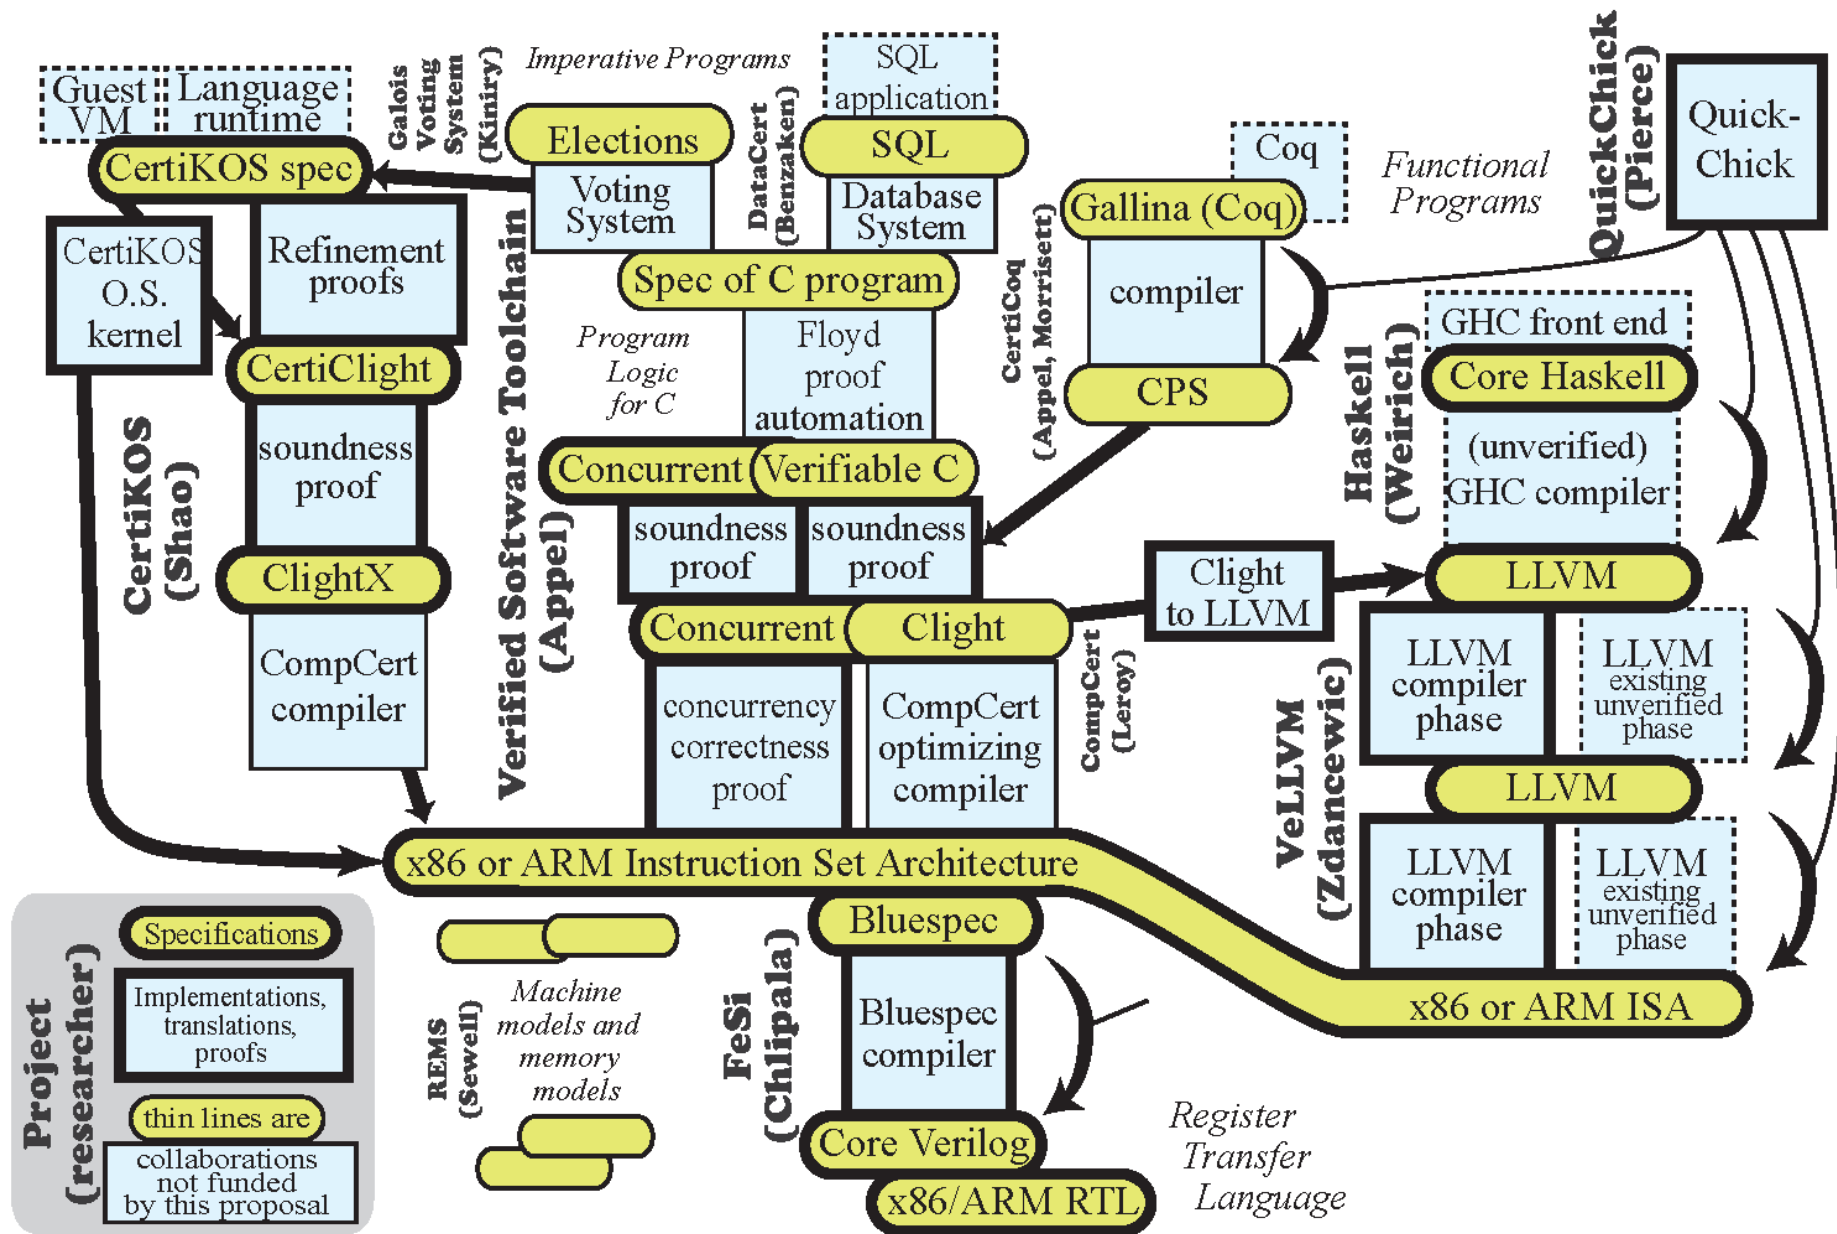 Guest
VM
Language
runtime
CertiKOS spec
CertiKOS
O.S.
kernel
Refinement
proofs
CertiClight
soundness
proof
ClightX
CompCert
compiler
CertiKOS
(Shao)
Galois
Voting
System
(Kiniry)
Imperative Programs
Elections
Voting
System
DataCert
(Benzaken)
SQL
application
SQL
Database
System
Spec of C program
Program
Logic
for C
Floyd
proof
automation
Verified Software Toolchain
(Appel)
Concurrent
Verifiable C
soundness
proof
soundness
proof
Concurrent
Clight
concurrency
correctness
proof
CompCert
optimizing
compiler
CompCert
(Leroy)
Coq
Gallina (Coq)
compiler
CPS
CertiCoq
(Appel, Morrisett)
Functional
Programs
QuickChick
(Pierce)
Quick-
Chick
GHC front end
Core Haskell
(unverified)
GHC compiler
Haskell
(Weirich)
Clight
to LLVM
LLVM
LLVM
compiler
phase
LLVM
existing
unverified
phase
LLVM
LLVM
compiler
phase
LLVM
existing
unverified
phase
VeLLVM
(Zdancewic)
x86 or ARM Instruction Set Architecture
x86 or ARM ISA
Bluespec
Bluespec
compiler
Core Verilog
x86/ARM RTL
FeSi
(Chlipala)
Register
Transfer
Language
REMS
(Sewell)
Machine
models and
memory
models
Project
(researcher)
Specifications
Implementations,
translations,
proofs
thin lines are
collaborations
not funded
by this proposal